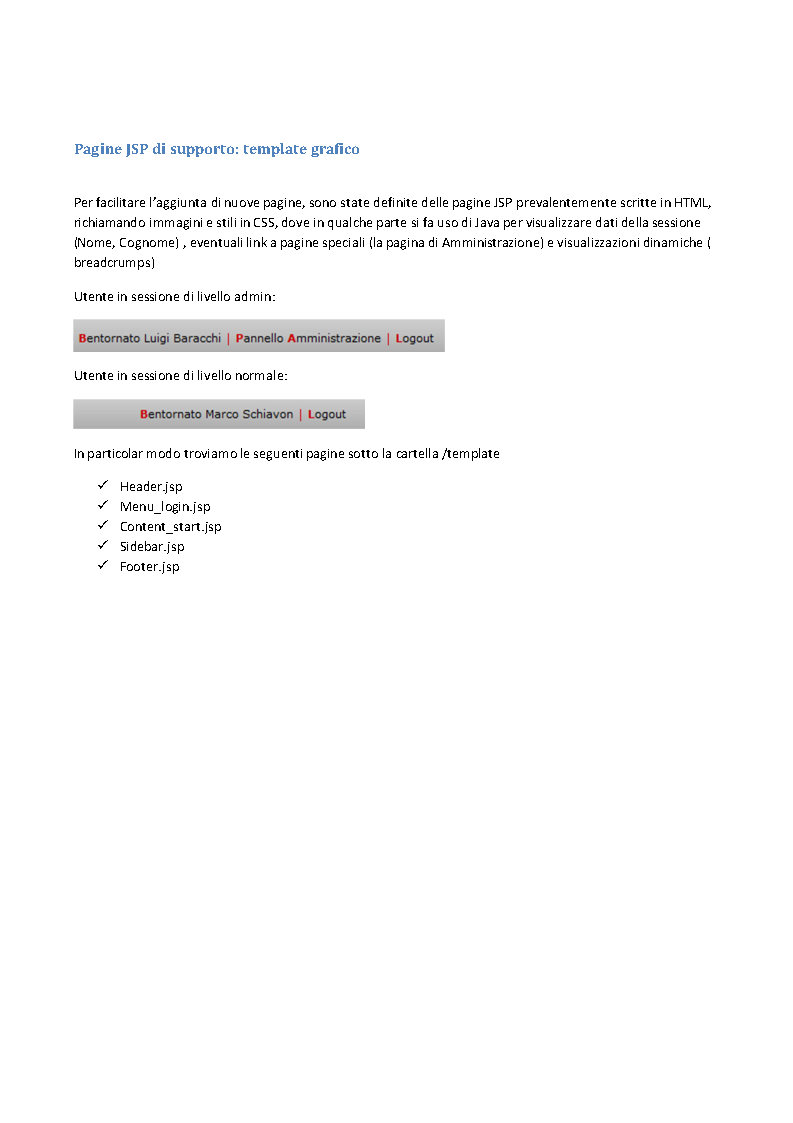 Pagine JSP di supporto: template grafico
Per facilitare l'aggiunta di nuove pagine, sono state definite delle pagine JSP prevalentemente scritte in HTML,
richiamando immagini e stili in CSS, dove in qualche parte si fa uso di Java per visualizzare dati della sessione
(Nome, Cognome) , eventuali link a pagine speciali (la pagina di Amministrazione) e visualizzazioni dinamiche (
breadcrumps)
Utente in sessione di livello admin:
Bentornato Luigi Baracchi | Pannello Amministrazione | Logout
Utente in sessione di livello normale:
Bentornato Marco Schiavon | Logout
In particolar modo troviamo le seguenti pagine sotto la cartella /template
✓ Header.jsp
✓ Menu_login.jsp
✓ Content_start.jsp
✓ Sidebar.jsp
✓ Footer.jsp